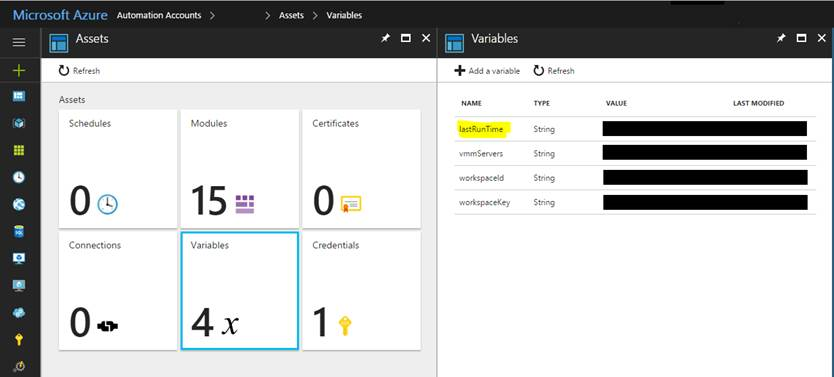 Microsoft Azure Automation Accounts > > Assets > Variables
Assets
Refresh
Assets
Schedules
0
Modules
15
Certificates
0
Connections
0
Variables
4 x
Credentials
1
Variables
Add a variable Refresh
NAME TYPE VALUE LAST MODIFIED
lastRunTime String
vmmServers String
workspaceId String
workspaceKey String